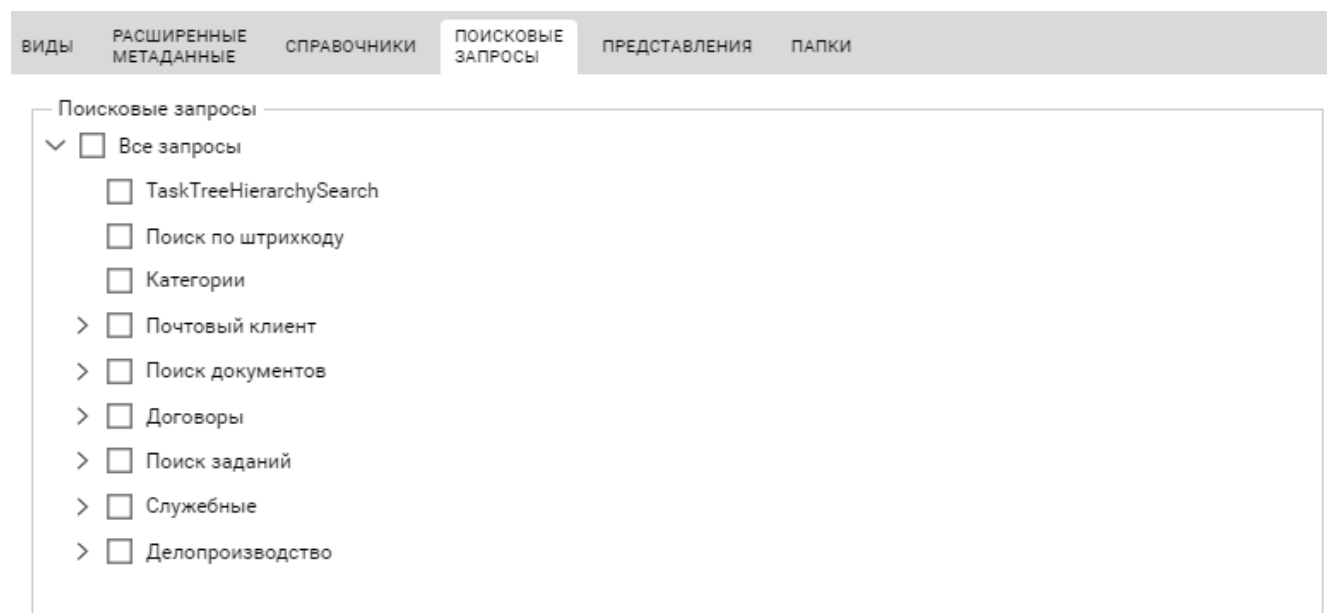 ВИДЫ
РАСШИРЕННЫЕ
МЕТАДАННЫЕ
СПРАВОЧНИКИ
ПОИСКОВЫЕ
ЗАПРОСЫ
ПРЕДСТАВЛЕНИЯ
ПАПКИ
Поисковые запросы
Все запросы
TaskTreeHierarchySearch
Поиск по штрихкоду
Категории
Почтовый клиент
Поиск документов
Договоры
Поиск заданий
Служебные
Делопроизводство